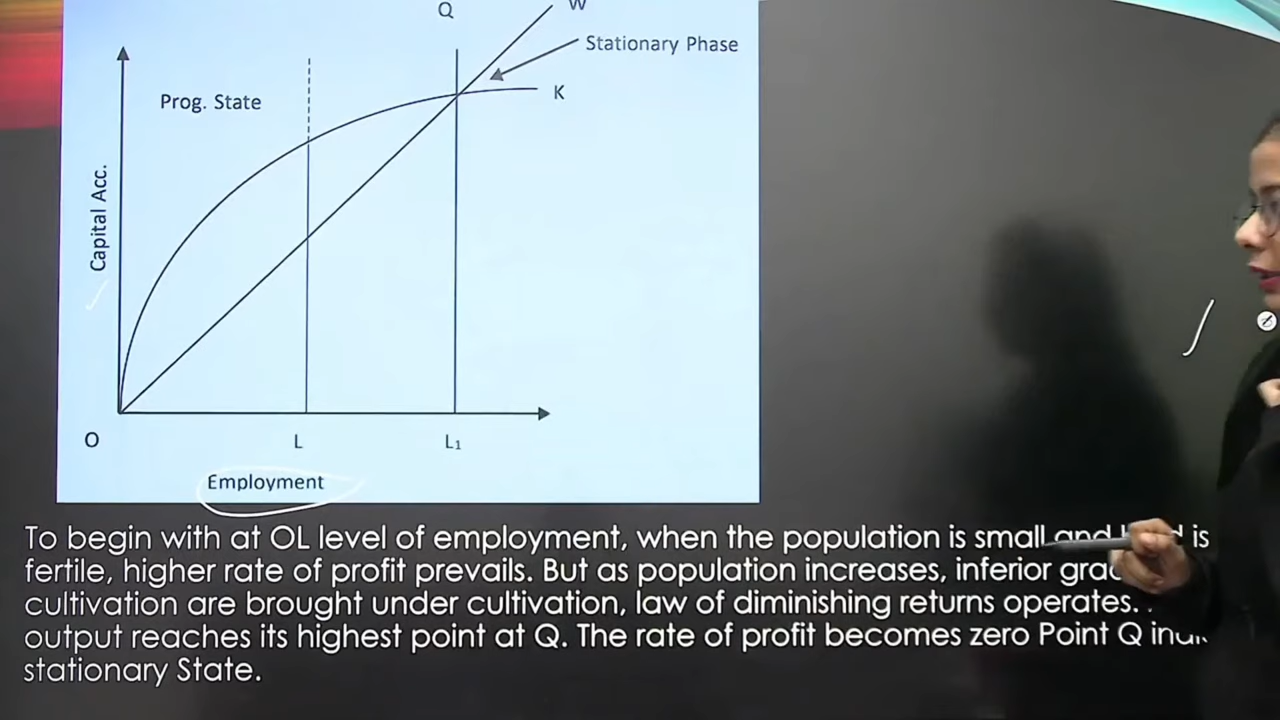 Q
W
Stationary Phase
K
Prog. State
Capital Acc.
O
L
L₁
Employment
To begin with at OL level of employment, when the population is small and is
fertile, higher rate of profit prevails. But as population increases, inferior
cultivation are brought under cultivation, law of diminishing returns operates.
output reaches its highest point at Q. The rate of profit becomes zero Point Q
stationary State.